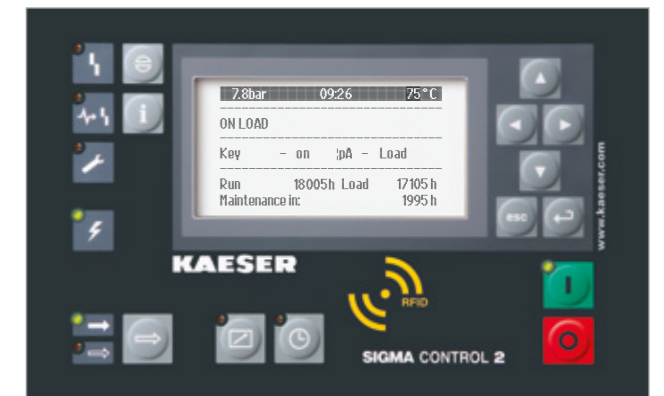 7.8bar 09:26 75°C
ON LOAD
Key - on ¦pA - Load
Run 18005h Load 17105 h
Maintenance in: 1995 h
esc
www.kaeser.com
KAESER
RFID
I
O
SIGMA CONTROL 2